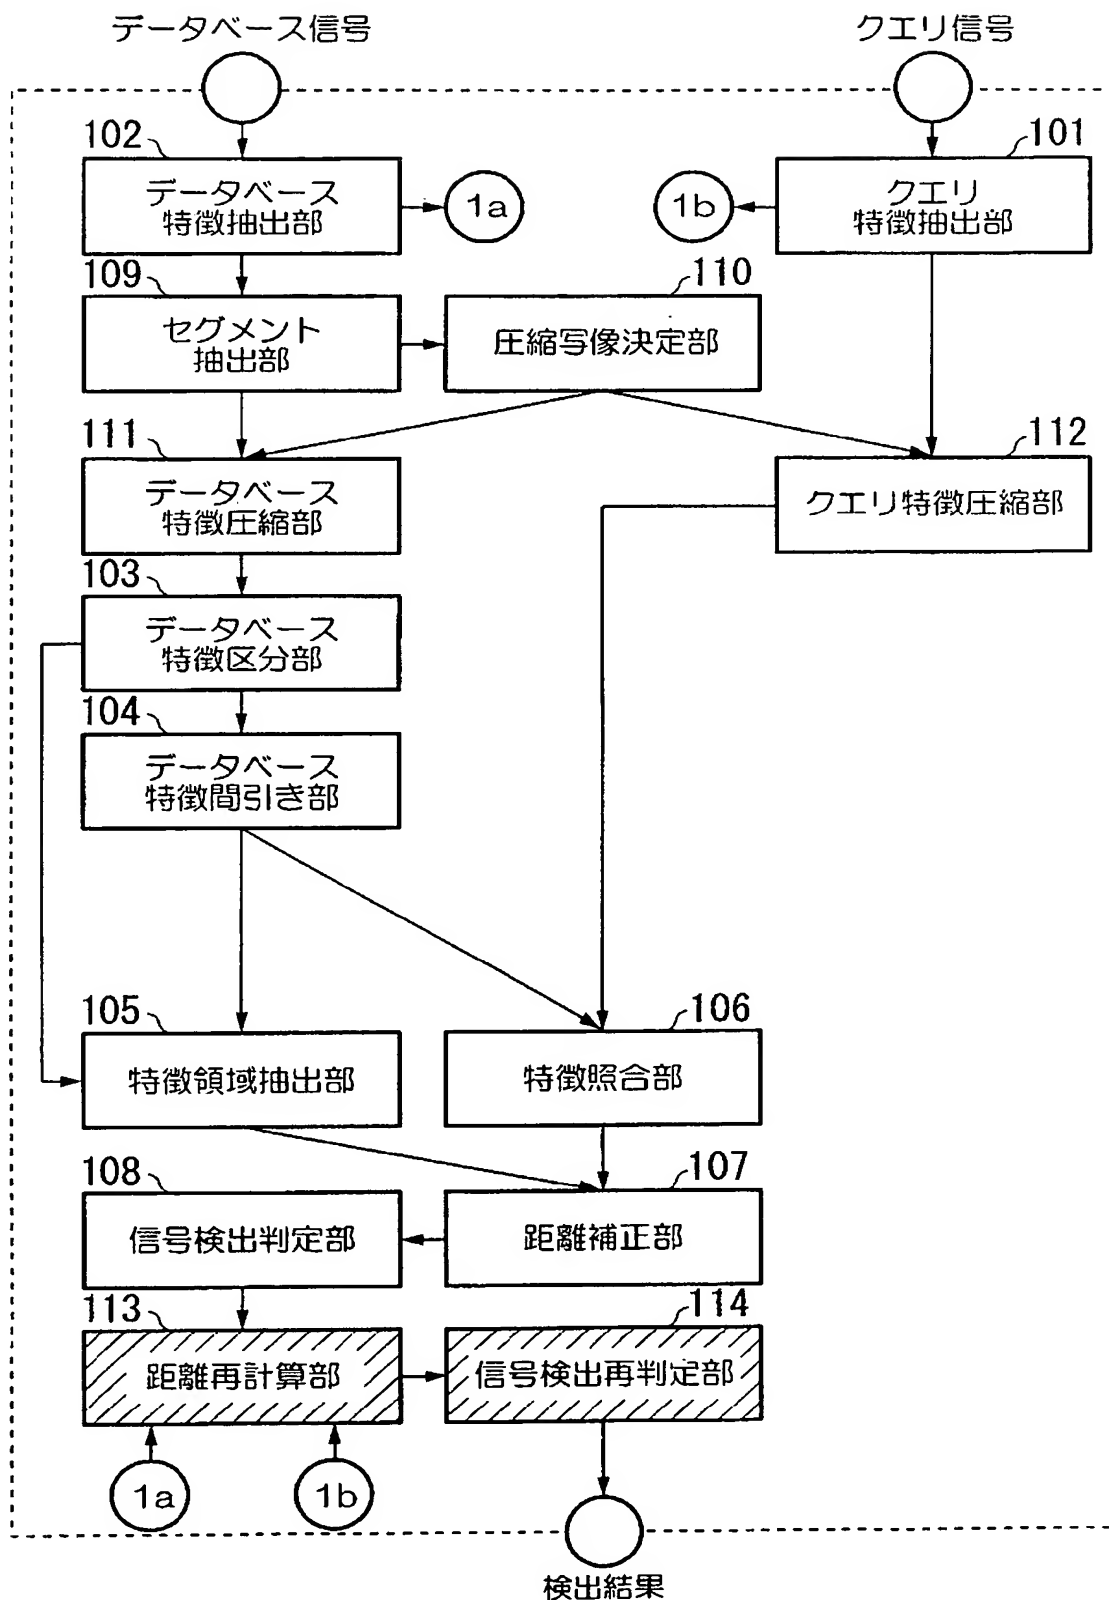 データベース信号
クエリ信号
102
101
データベース
特徴抽出部
1a
1b
クエリ
特徴抽出部
109
110
セグメント
抽出部
圧縮写像決定部
111
112
データベース
特徴圧縮部
クエリ特徴圧縮部
103
データベース
特徴区分部
104
データベース
特徴間引き部
105
106
特徴領域抽出部
特徴照合部
108
107
信号検出判定部
距離補正部
113
114
距離再計算部
信号検出再判定部
1a
1b
検出結果